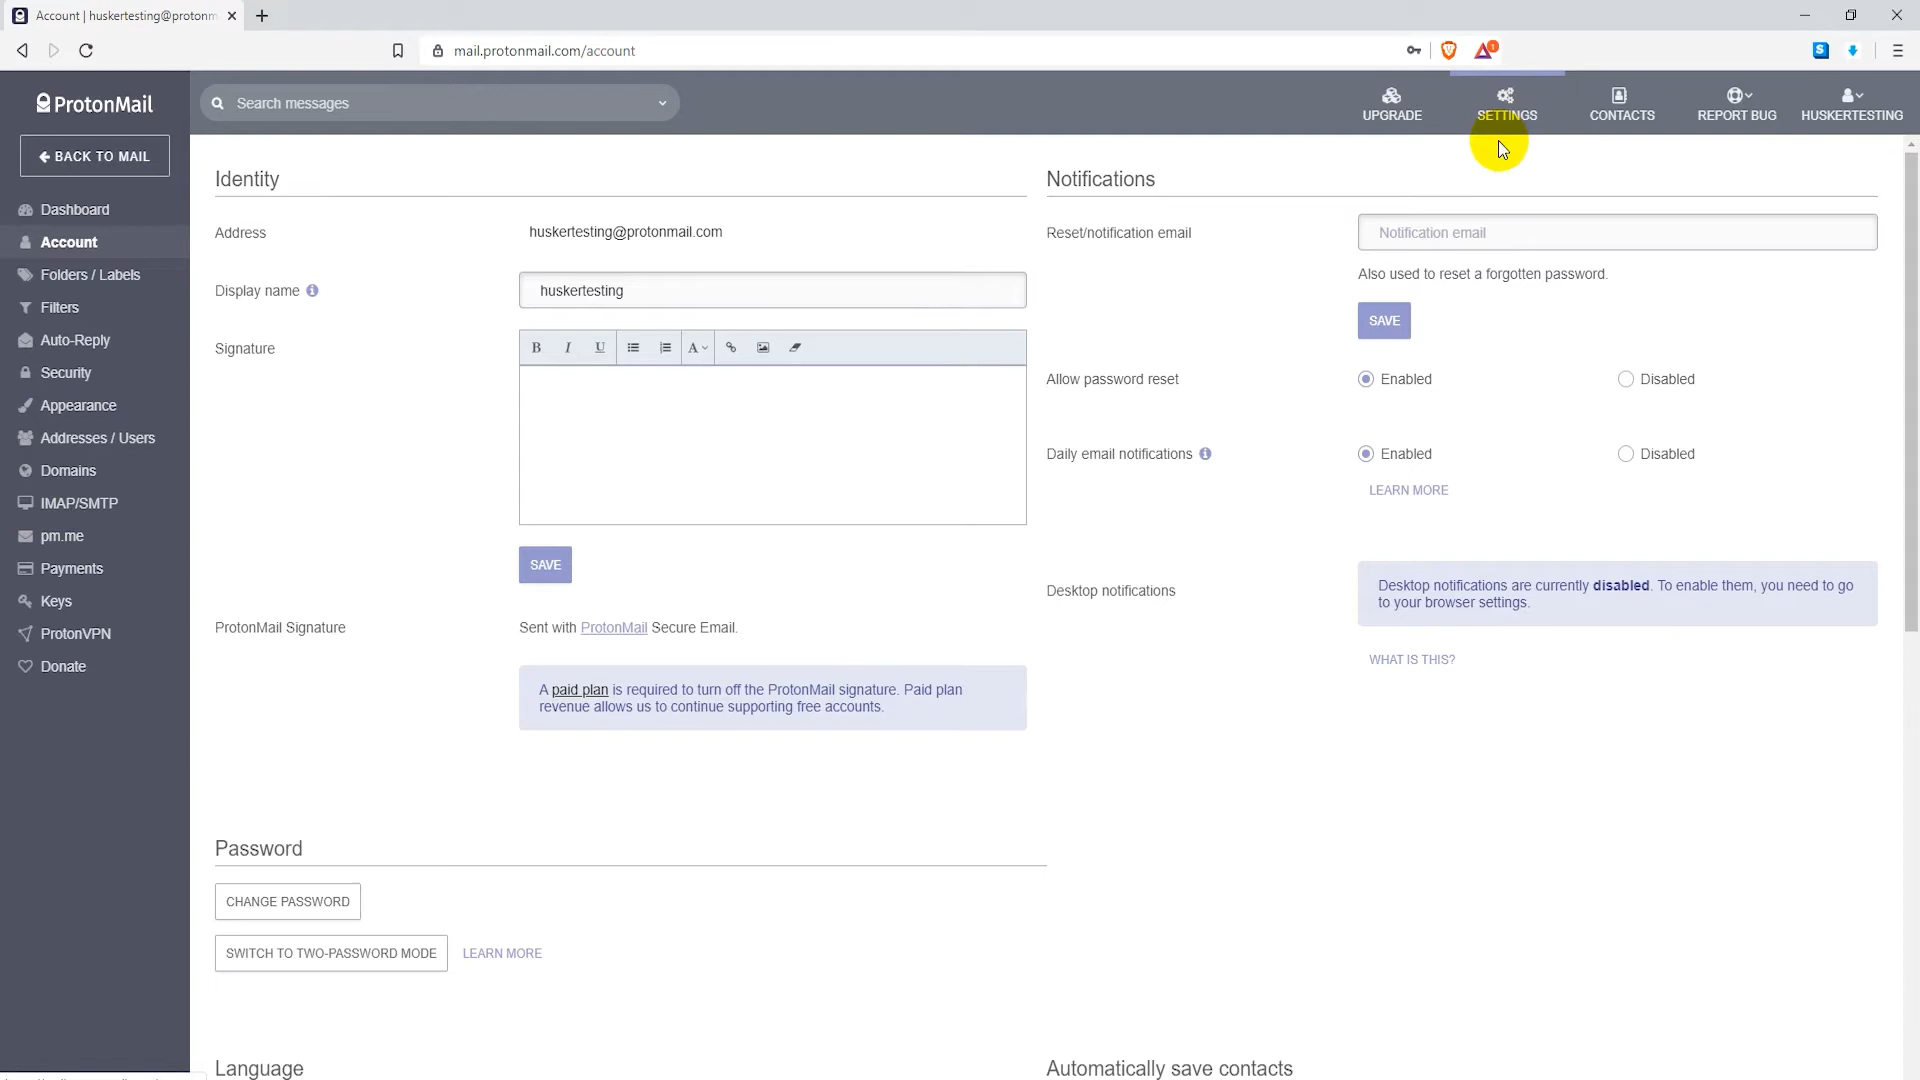 Account | huskertesting@protonm
mail.protonmail.com/account
1
S
ProtonMail
Search messages
UPGRADE
SETTINGS
CONTACTS
REPORT BUG
HUSKERTESTING
BACK TO MAIL
Dashboard
Account
Folders / Labels
Filters
Auto-Reply
Security
Appearance
Addresses / Users
Domains
IMAP/SMTP
pm.me
Payments
Keys
ProtonVPN
Donate
Identity
Address
huskertesting@protonmail.com
Display name
huskertesting
Signature
B I U A
SAVE
ProtonMail Signature
Sent with ProtonMail Secure Email.
A paid plan is required to turn off the ProtonMail signature. Paid plan
revenue allows us to continue supporting free accounts.
Password
CHANGE PASSWORD
SWITCH TO TWO-PASSWORD MODE
LEARN MORE
Language
Notifications
Reset/notification email
Notification email
Also used to reset a forgotten password.
SAVE
Allow password reset
Enabled
Disabled
Daily email notifications
Enabled
Disabled
LEARN MORE
Desktop notifications
Desktop notifications are currently disabled. To enable them, you need to go
to your browser settings.
WHAT IS THIS?
Automatically save contacts